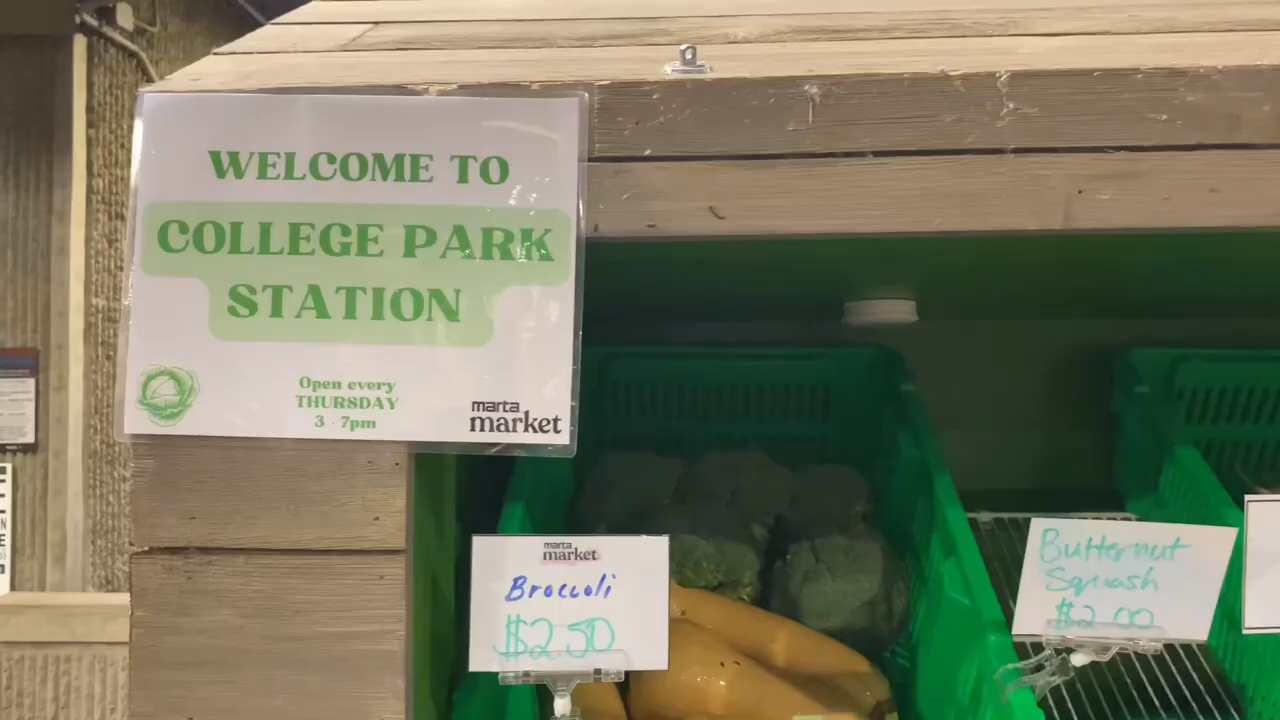 WELCOME TO
COLLEGE PARK
STATION
Open every
THURSDAY
3 - 7pm
marta
market
marta
market
Broccoli
$2.50
Butternut
Squash
$2.00